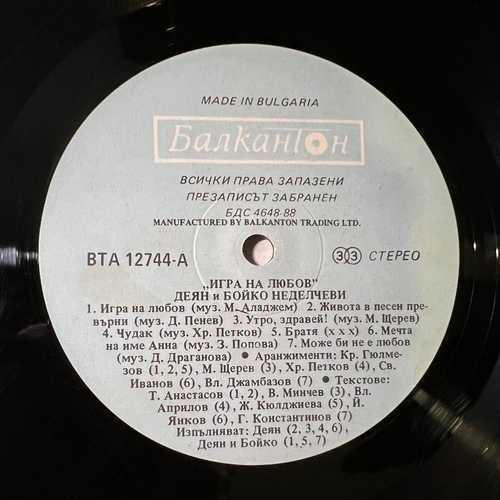 MADE IN BULGARIA
Балкантон
ВСИЧКИ ПРАВА ЗАПАЗЕНИ
ПРЕЗАПИСЪТ ЗАБРАНЕН
БДС 4648-88
MANUFACTURED BY BALKANTON TRADING LTD.
ВТА 12744-А
33 СТЕРЕО
„ИГРА НА ЛЮБОВ"
ДЕЯН и БОЙКО НЕДЕЛЧЕВИ
1. Игра на любов (муз. М. Аладжем) 2. Живота в песен пре-
върни (муз. Д. Пенев) 3. Утро, здравей! (муз. М. Щерев)
4. Чудак (муз. Хр. Петков) 5. Братя (х х х) 6. Мечта
на име Анна (муз. З. Попова) 7. Може би не е любов
(муз. Д. Драганова) • Аранжименти: Кр. Гюлме-
зов (1, 2, 5), М. Щерев (3), Хр. Петков (4), Св.
Иванов (6), Вл. Джамбазов (7) • Текстове:
Т. Анастасов (1, 2), В. Минчев (3), Вл.
Априлов (4), Ж. Кюлджиева (5), Й.
Янков (6), Г. Константинов (7)
Изпълняват: Деян (2, 3, 4, 6),
Деян и Бойко (1, 5, 7)